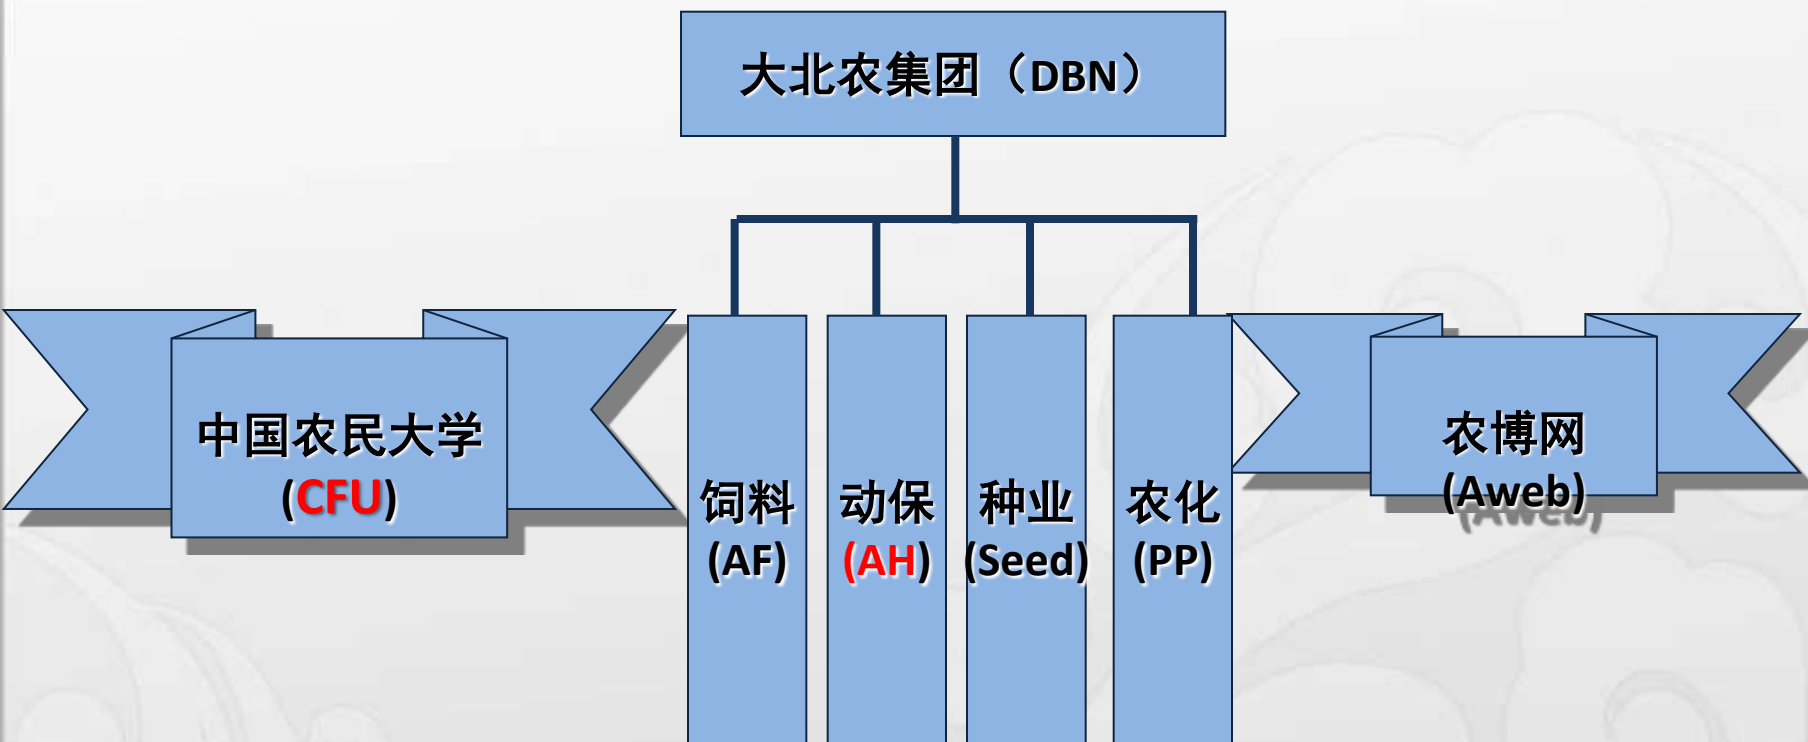 大北农集团（DBN）
中国农民大学
(CFU)
饲料
(AF)
动保
(AH)
种业
(Seed)
农化
(PP)
农博网
(Aweb)